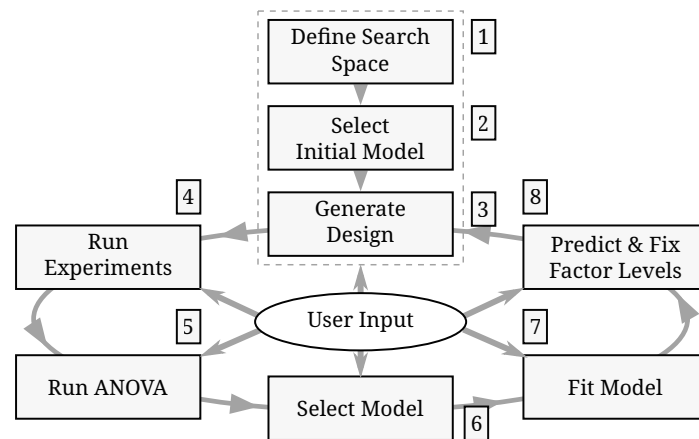 Define Search
Space
1
Select
Initial Model
2
Generate
Design
3
4
Run
Experiments
8
Predict & Fix
Factor Levels
User Input
5
Run ANOVA
7
Fit Model
Select Model
6